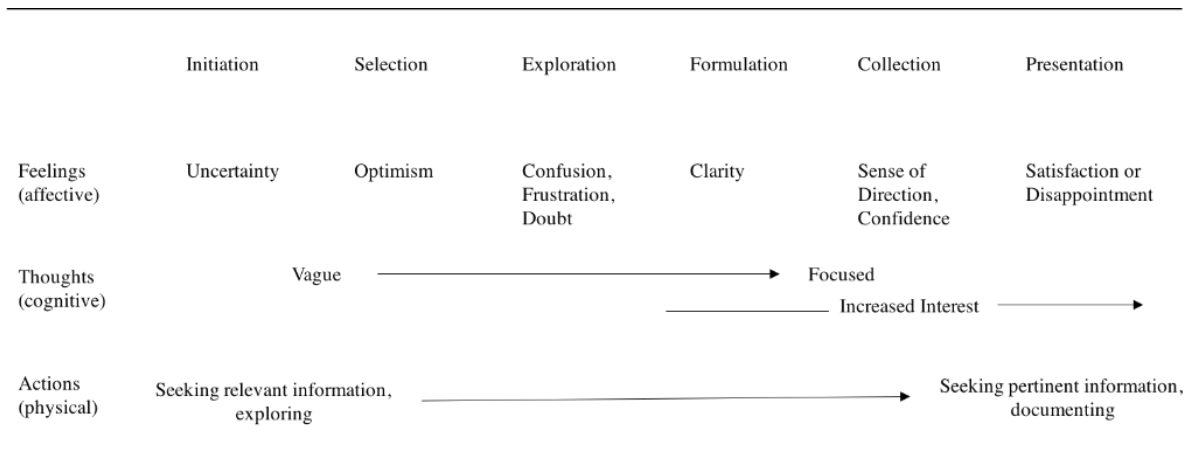 Initiation Selection Exploration Formulation Collection Presentation
Feelings Uncertainty Optimism Confusion, Clarity Sense of Satisfaction or
(affective) Frustration, Direction, Disappointment
Doubt Confidence
Thoughts Vague Focused
(cognitive) Increased Interest
Actions Seeking relevant information, Seeking pertinent information,
(physical) exploring documenting